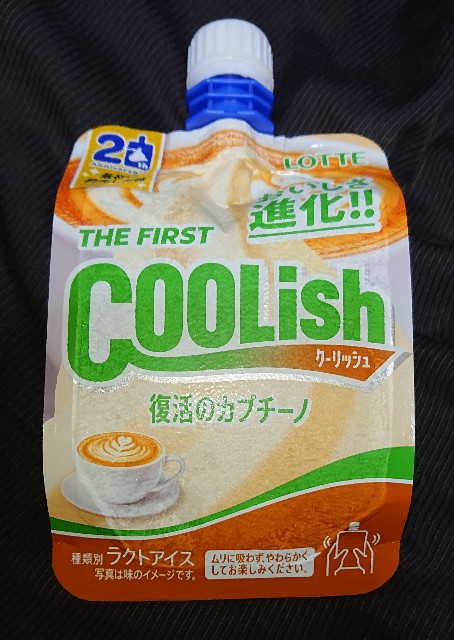 20th
ANNIVERSARY
LOTTE
おいしさ
進化!!
THE FIRST
COOLish
クーリッシュ
復活のカプチーノ
種類別 ラクトアイス
写真は味のイメージです。
ムリに吸わず、やわらかく
してお楽しみください。